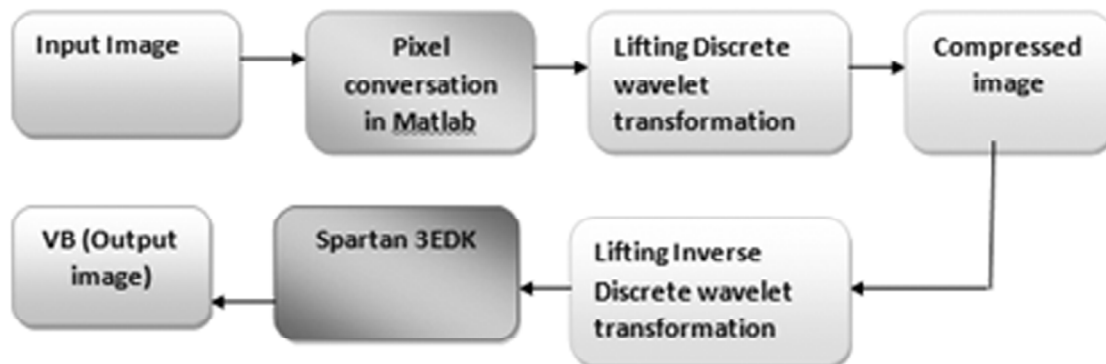 Input Image
Pixel
conversation
in Matlab
Lifting Discrete
wavelet
transformation
Compressed
image
VB (Output
image)
Spartan 3EDK
Lifting Inverse
Discrete wavelet
transformation